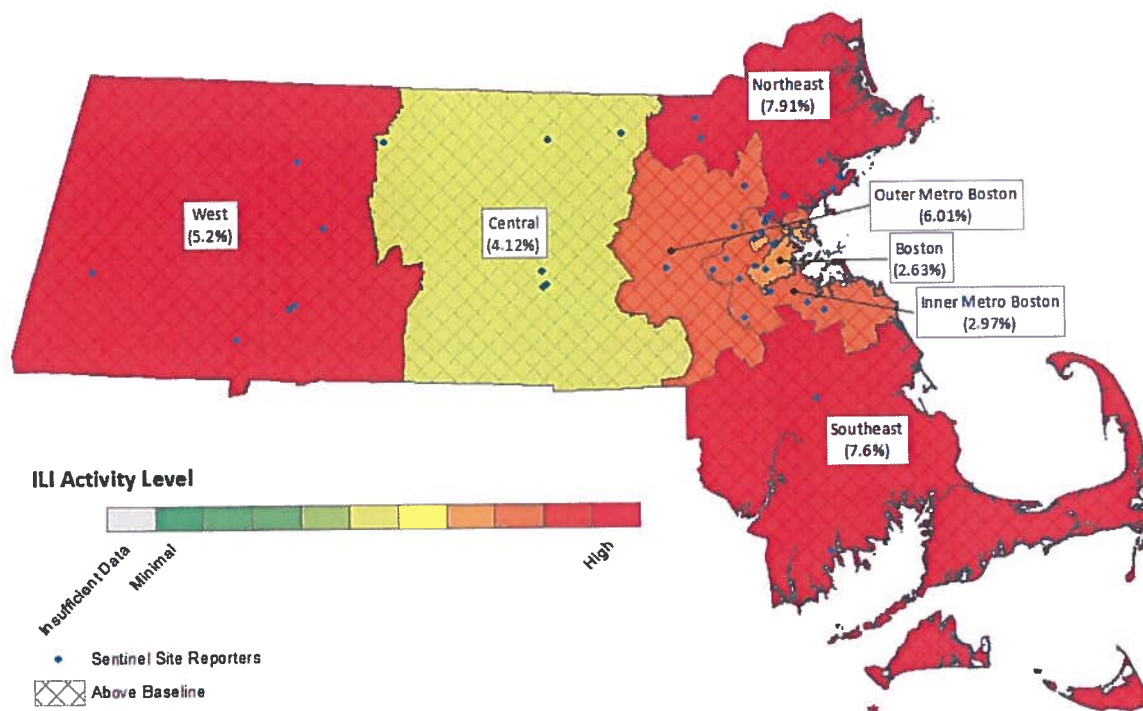 Northeast
(7.91%)
Outer Metro Boston
(6.01%)
West
(5.2%)
Central
(4.12%)
Boston
(2.63%)
Inner Metro Boston
(2.97%)
Southeast
(7.6%)
ILI Activity Level
Insufficient Data
Minimal
High
Sentinel Site Reporters
Above Baseline